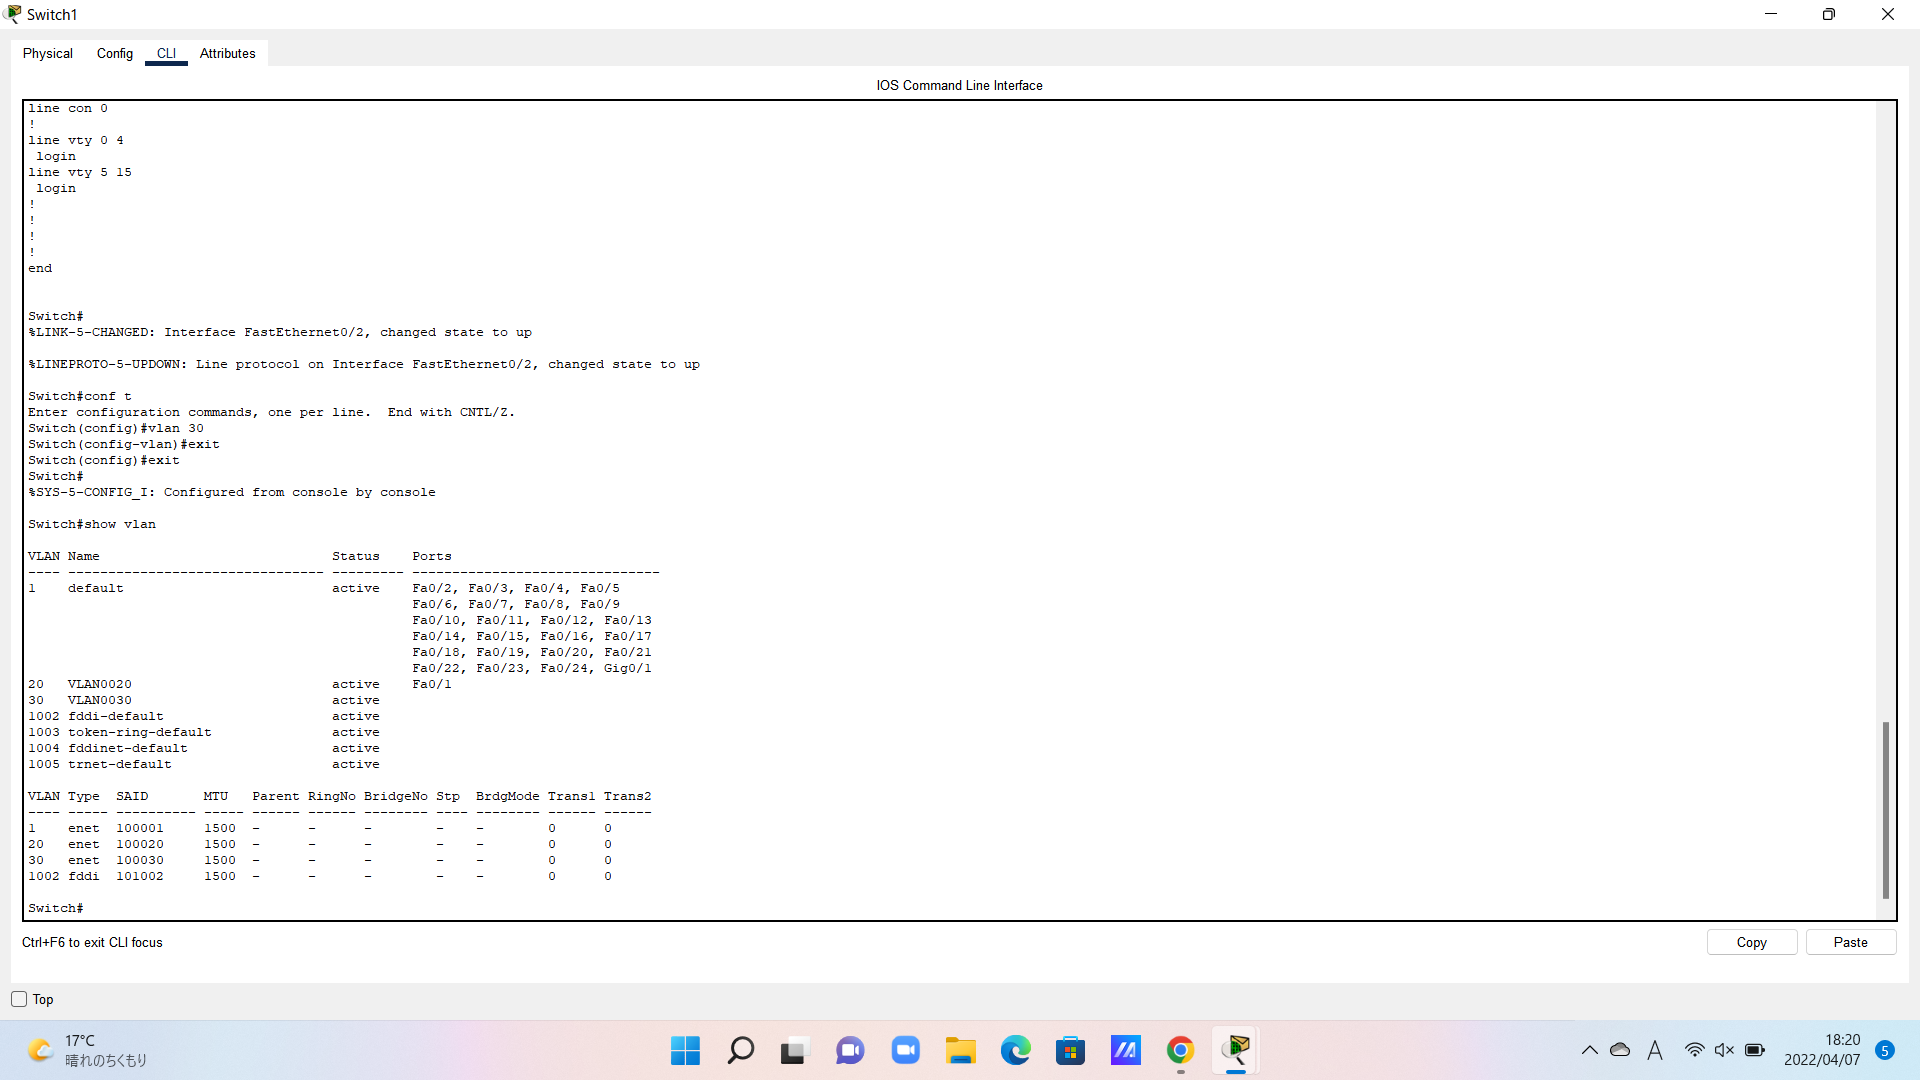 Switch1
Physical Config CLI Attributes
IOS Command Line Interface
line con 0
!
line vty 0 4
 login
line vty 5 15
 login
!
!
!
!
end
Switch#
%LINK-5-CHANGED: Interface FastEthernet0/2, changed state to up
%LINEPROTO-5-UPDOWN: Line protocol on Interface FastEthernet0/2, changed state to up
Switch#conf t
Enter configuration commands, one per line.  End with CNTL/Z.
Switch(config)#vlan 30
Switch(config-vlan)#exit
Switch(config)#exit
Switch#
%SYS-5-CONFIG_I: Configured from console by console
Switch#show vlan
VLAN Name                             Status    Ports
---- -------------------------------- --------- -------------------------------
1    default                          active    Fa0/2, Fa0/3, Fa0/4, Fa0/5
                                                Fa0/6, Fa0/7, Fa0/8, Fa0/9
                                                Fa0/10, Fa0/11, Fa0/12, Fa0/13
                                                Fa0/14, Fa0/15, Fa0/16, Fa0/17
                                                Fa0/18, Fa0/19, Fa0/20, Fa0/21
                                                Fa0/22, Fa0/23, Fa0/24, Gig0/1
20   VLAN0020                         active    Fa0/1
30   VLAN0030                         active
1002 fddi-default                     active
1003 token-ring-default               active
1004 fddinet-default                  active
1005 trnet-default                    active
VLAN Type  SAID       MTU   Parent RingNo BridgeNo Stp  BrdgMode Trans1 Trans2
---- ----- ---------- ----- ------ ------ -------- ---- -------- ------ ------
1    enet  100001     1500  -      -      -        -    -        0      0
20   enet  100020     1500  -      -      -        -    -        0      0
30   enet  100030     1500  -      -      -        -    -        0      0
1002 fddi  101002     1500  -      -      -        -    -        0      0
Switch#
Ctrl+F6 to exit CLI focus
Copy Paste
Top
17°C
晴れのちくもり
A
18:20
2022/04/07
5